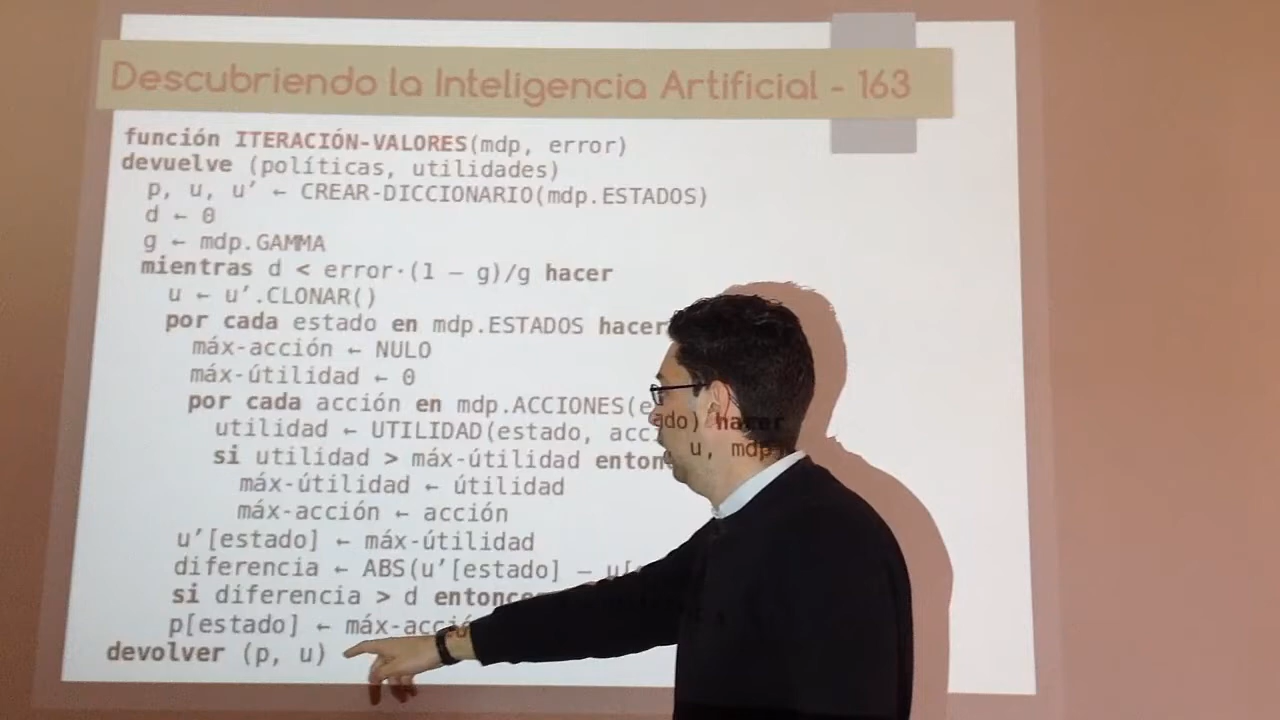 Descubriendo la Inteligencia Artificial - 163
función ITERACIÓN-VALORES(mdp, error)
devuelve (políticas, utilidades)
p, u, u’ ← CREAR-DICCIONARIO(mdp.ESTADOS)
d ← 0
g ← mdp.GAMMA
mientras d < error·(1 – g)/g hacer
u ← u’.CLONAR()
por cada estado en mdp.ESTADOS hacer
máx-acción ← NULO
máx-útilidad ← 0
por cada acción en mdp.ACCIONES(estado) hacer
utilidad ← UTILIDAD(estado, u, mdp
si utilidad > máx-útilidad
máx-útilidad ← útilidad
máx-acción ← acción
u’[estado] ← máx-útilidad
diferencia ← ABS(u’[estado] –
si diferencia > d entonces
p[estado] ← máx-acción
devolver (p, u)